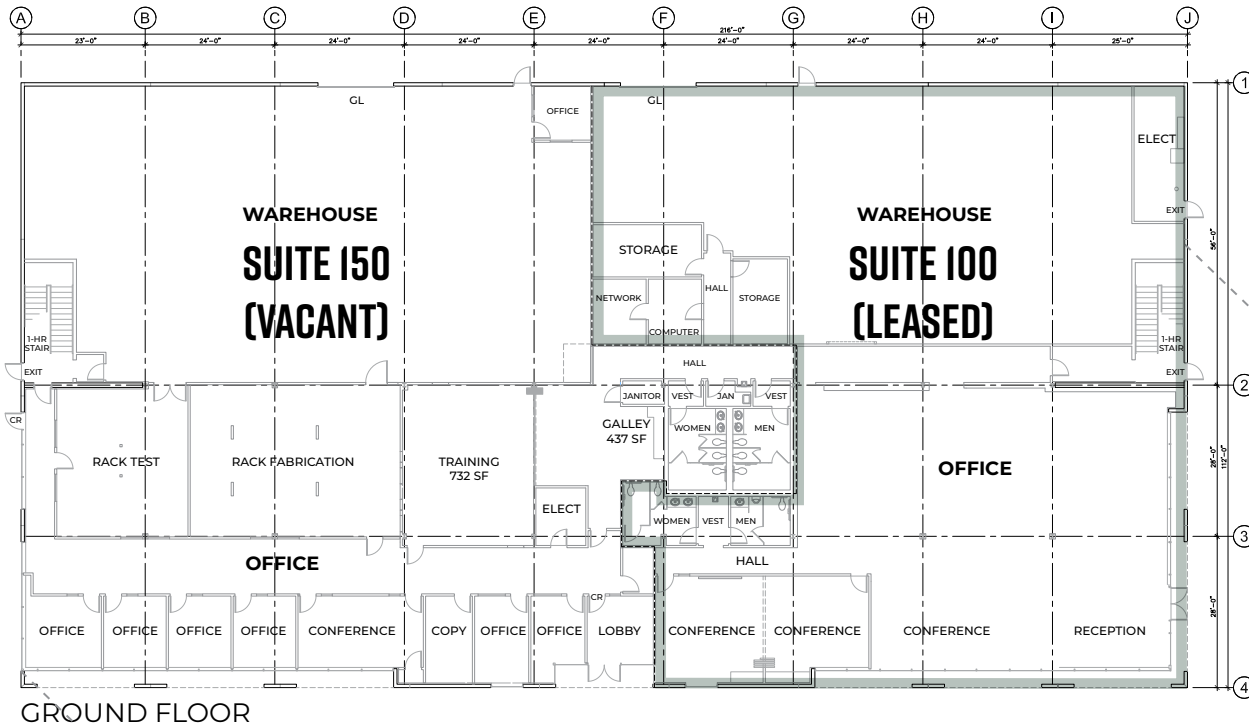 A B C D E F G H I J
216'-0"
23'-0" 24'-0" 24'-0" 24'-0" 24'-0" 24'-0" 24'-0" 24'-0" 25'-0"
1
GL
OFFICE
GL
ELECT
WAREHOUSE
SUITE 150
(VACANT)
WAREHOUSE
SUITE 100
(LEASED)
EXIT
56'-0"
STORAGE
HALL
NETWORK
STORAGE
COMPUTER
1-HR
STAIR
1-HR
STAIR
HALL
EXIT
EXIT
2
JANITOR
VEST
JAN
VEST
CR
GALLEY
437 SF
WOMEN
MEN
RACK TEST
RACK FABRICATION
TRAINING
732 SF
OFFICE
28'-0"
112'-0"
ELECT
WOMEN
VEST
MEN
3
OFFICE
HALL
CR
28'-0"
OFFICE
OFFICE
OFFICE
OFFICE
CONFERENCE
COPY
OFFICE
OFFICE
LOBBY
CONFERENCE
CONFERENCE
CONFERENCE
RECEPTION
4
GROUND FLOOR